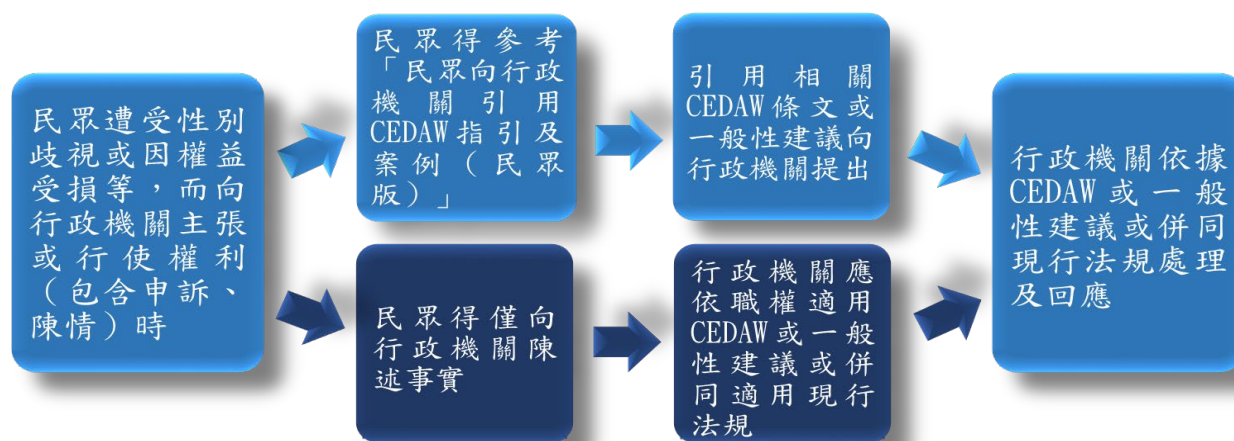 民眾遭受性別
歧視或因權益
受損等，而向
行政機關主張
或行使權利
（包含申訴、
陳情）時
民眾得參考
「民眾向行政
機關引用
CEDAW指引及
案例（民眾
版）」
引用相關
CEDAW條文或
一般性建議向
行政機關提出
民眾得僅向
行政機關陳
述事實
行政機關應
依職權適用
CEDAW或一般
性建議或併
同適用現行
法規
行政機關依據
CEDAW或一般
性建議或併同
現行法規處理
及回應